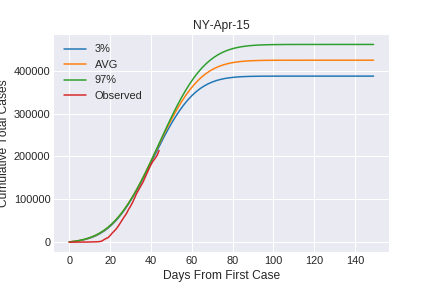 NY-Apr-15
3%
AVG
97%
Observed
400000
300000
200000
100000
0
Cumulative Total Cases
0 20 40 60 80 100 120 140
Days From First Case